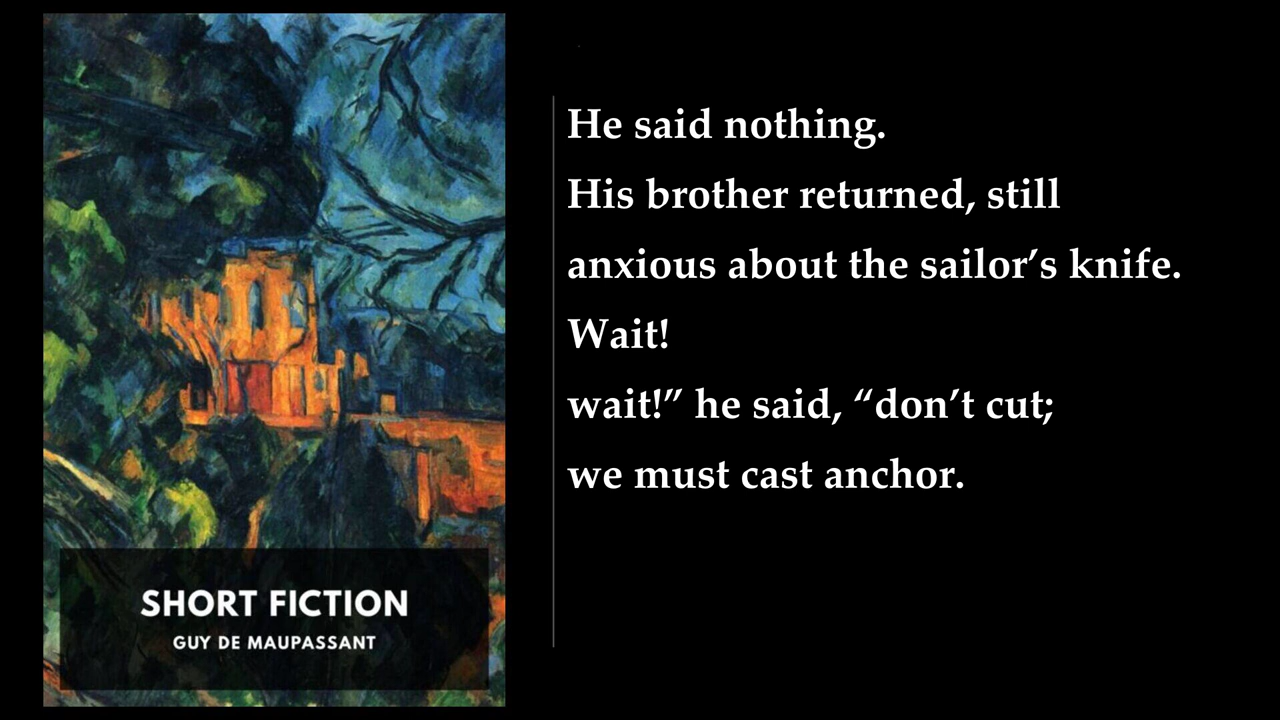 He said nothing.
His brother returned, still
anxious about the sailor’s knife.
Wait!
wait!” he said, “don’t cut;
we must cast anchor.
SHORT FICTION
GUY DE MAUPASSANT